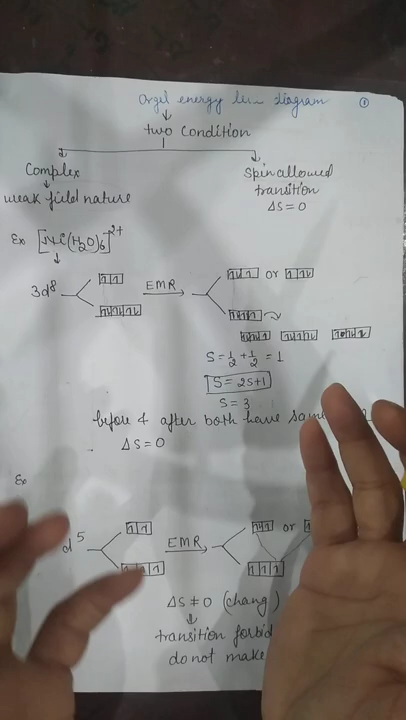 Orgel energy level diagram ①
two Condition
Complex
weak field nature
Spin allowed
transition
ΔS = 0
Ex [Ni(H₂O)₆]²⁺
3d⁸
EMR
or
S = ½ + ½ = 1
S = 2S+1
S = 3
before & after both have
ΔS = 0
Ex
d⁵
EMR
or
ΔS ≠ 0 (chang)
transition forbid
do not make